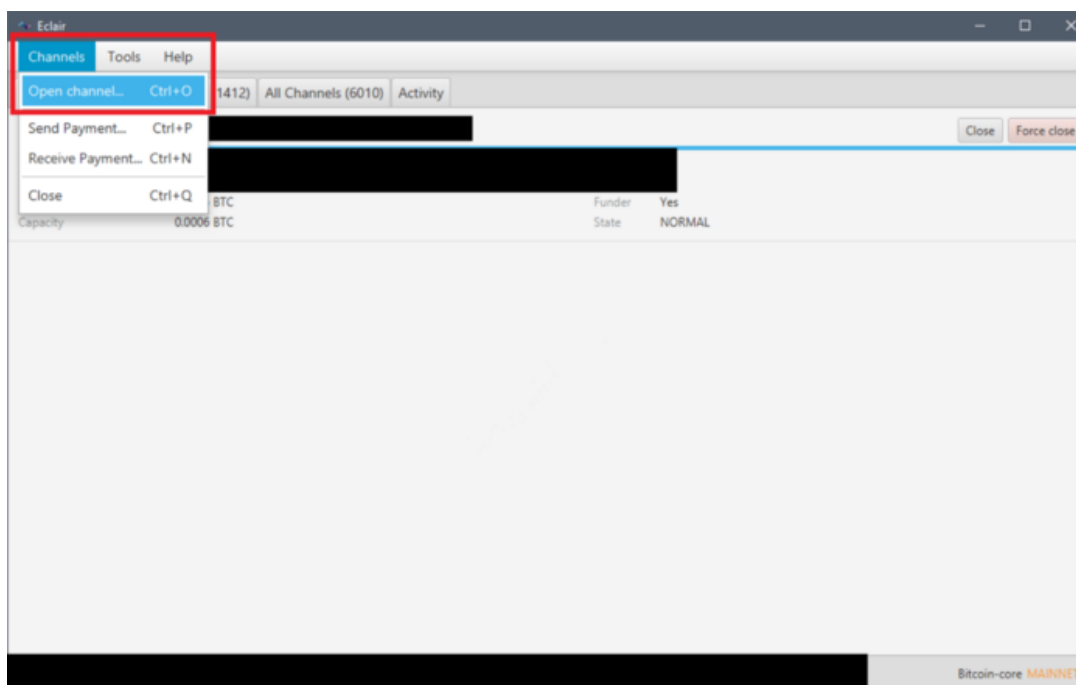 Eclair
Channels Tools Help
Open channel... Ctrl+O
1412) All Channels (6010) Activity
Send Payment... Ctrl+P
Close Force close
Receive Payment... Ctrl+N
Close Ctrl+Q
BTC Funder Yes
Capacity 0.0006 BTC State NORMAL
Bitcoin-core MAINNET